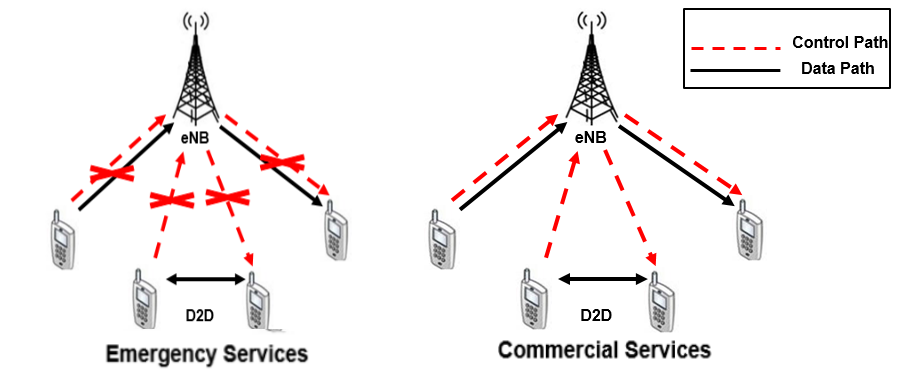 Control Path
Data Path
eNB
eNB
D2D
D2D
Emergency Services
Commercial Services